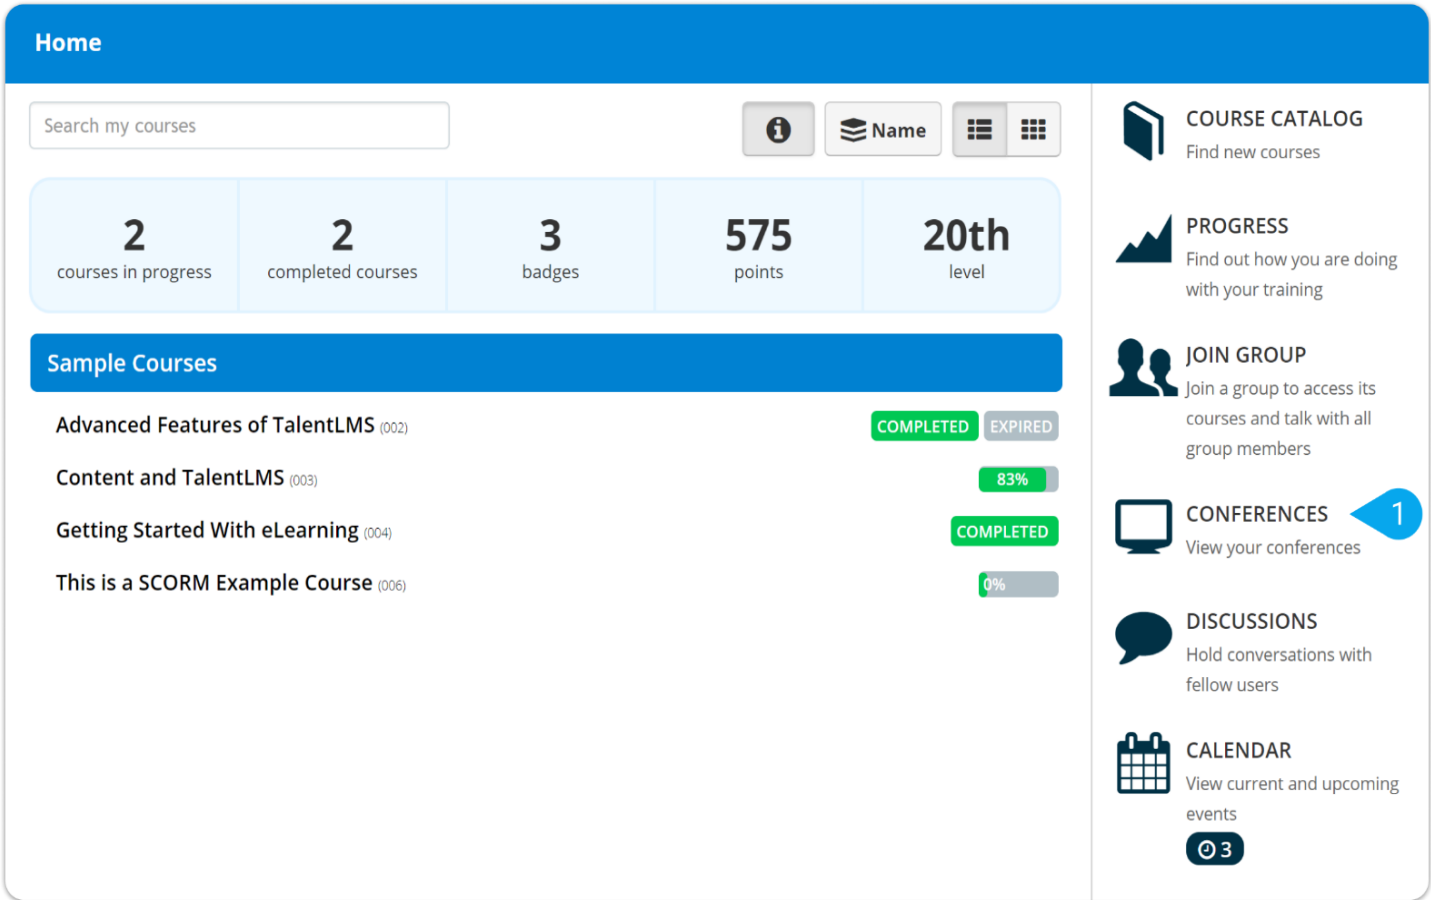 Home
Search my courses
Name
2
courses in progress
2
completed courses
3
badges
575
points
20th
level
Sample Courses
Advanced Features of TalentLMS (002)
COMPLETED EXPIRED
Content and TalentLMS (003)
83%
Getting Started With eLearning (004)
COMPLETED
This is a SCORM Example Course (006)
0%
COURSE CATALOG
Find new courses
PROGRESS
Find out how you are doing
with your training
JOIN GROUP
Join a group to access its
courses and talk with all
group members
CONFERENCES
1
View your conferences
DISCUSSIONS
Hold conversations with
fellow users
CALENDAR
View current and upcoming
events
3